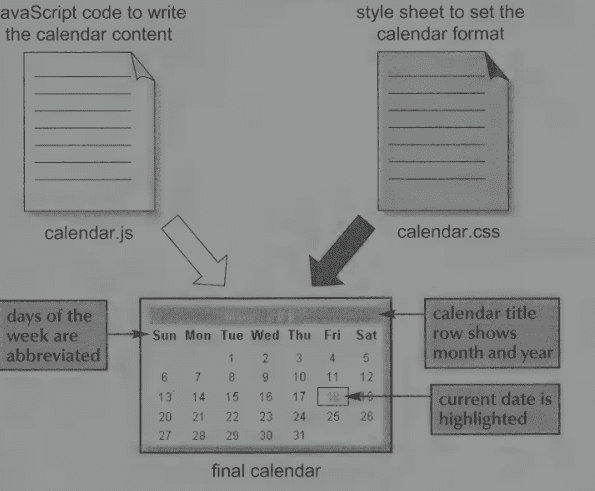 avaScript code to write
the calendar content
style sheet to set the
calendar format
calendar.js
calendar.css
days of the
week are
abbreviated
Sun Mon Tue Wed Thu Fri Sat
1 2 3 4 5
6 7 8 9 10 11 12
13 14 15 16 17 18 19
20 21 22 23 24 25 26
27 28 29 30 31
calendar title
row shows
month and year
current date is
highlighted
final calendar